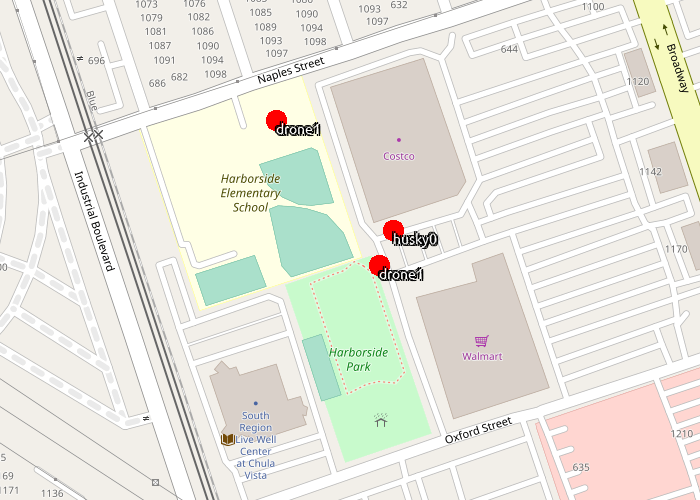 1073
1079
1081
1087
1091
1076
1082
1086
1090
1094
1098
1085
1089
1093
1097
1090
1094
1098
1093
1097
632
1100
696
686
682
Naples Street
644
Broadway
1120
Blue
drone1
Costco
1142
Harborside
Elementary
School
Industrial Boulevard
husky0
1170
drone1
Harborside
Park
Walmart
South
Region
Live Well
Center
at Chula
Vista
Oxford Street
1210
635
169
1171
1136